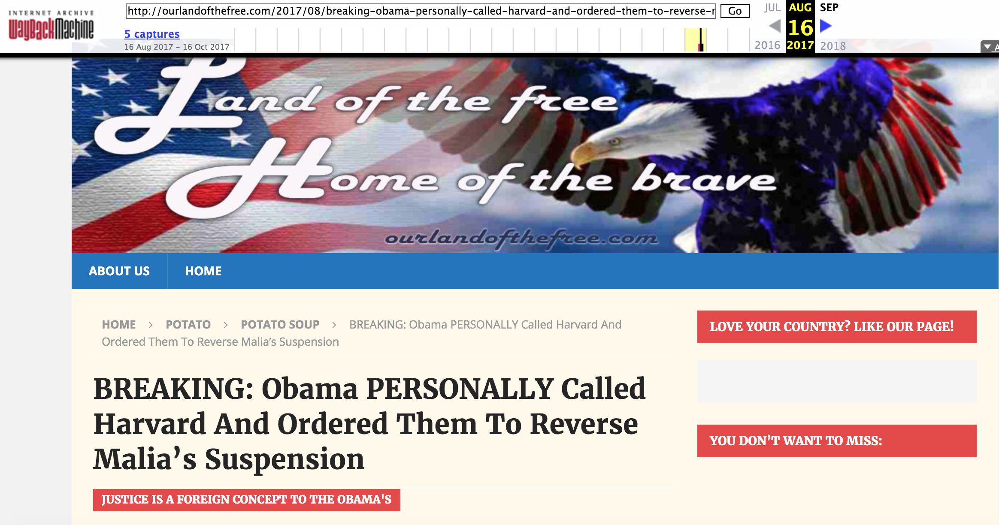 INTERNET ARCHIVE
WayBackMachine
http://ourlandofthefree.com/2017/08/breaking-obama-personally-called-harvard-and-ordered-them-to-reverse-r
Go
JUL AUG SEP
5 captures
16
16 Aug 2017 – 16 Oct 2017
2016 2017 2018
Land of the free
Home of the brave
ourlandofthefree.com
ABOUT US HOME
HOME > POTATO > POTATO SOUP > BREAKING: Obama PERSONALLY Called Harvard And
Ordered Them To Reverse Malia’s Suspension
LOVE YOUR COUNTRY? LIKE OUR PAGE!
BREAKING: Obama PERSONALLY Called
Harvard And Ordered Them To Reverse
Malia’s Suspension
JUSTICE IS A FOREIGN CONCEPT TO THE OBAMA'S
YOU DON’T WANT TO MISS: